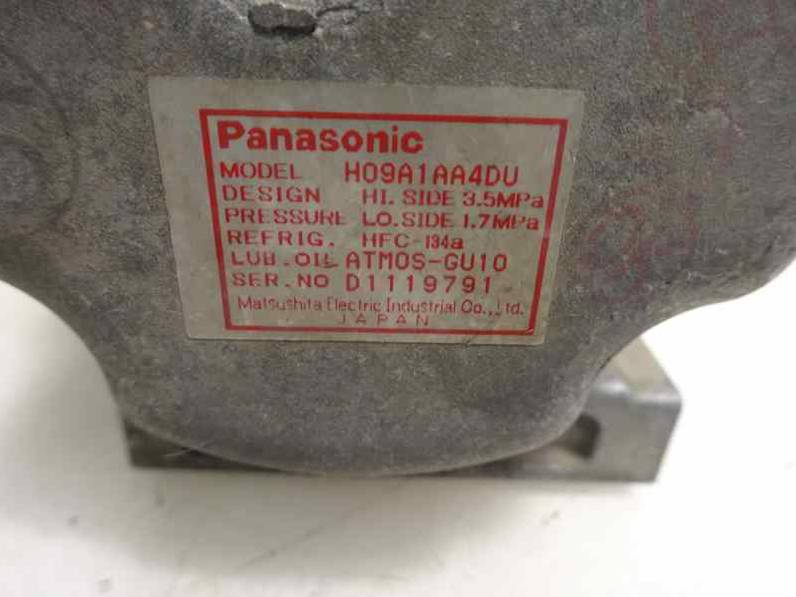 Panasonic
MODEL H09A1AA4DU
DESIGN HI. SIDE 3.5MPa
PRESSURE LO. SIDE 1.7MPa
REFRIG. HFC-134a
LUB. OIL ATMOS-GU10
SER. NO D1119791
Matsushita Electric Industrial Co., Ltd.
JAPAN